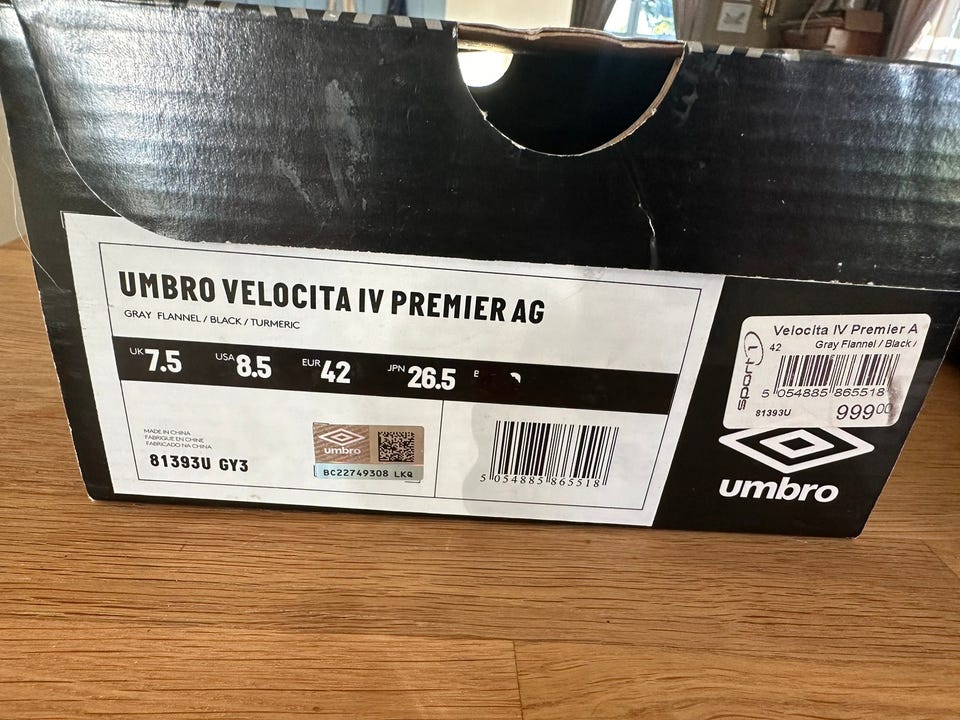 UMBRO VELOCITA IV PREMIER AG
GRAY FLANNEL / BLACK / TURMERIC
UK 7.5 USA 8.5 EUR 42 JPN 26.5
MADE IN CHINA
FABRIQUE EN CHINE
FABRICADO NA CHINA
81393U GY3
umbro
BC22749308 LKQ
5 054885 865518
sport 1
Velocita IV Premier A
42 Gray Flannel / Black /
5 054885 865518
81393U 99900
umbro